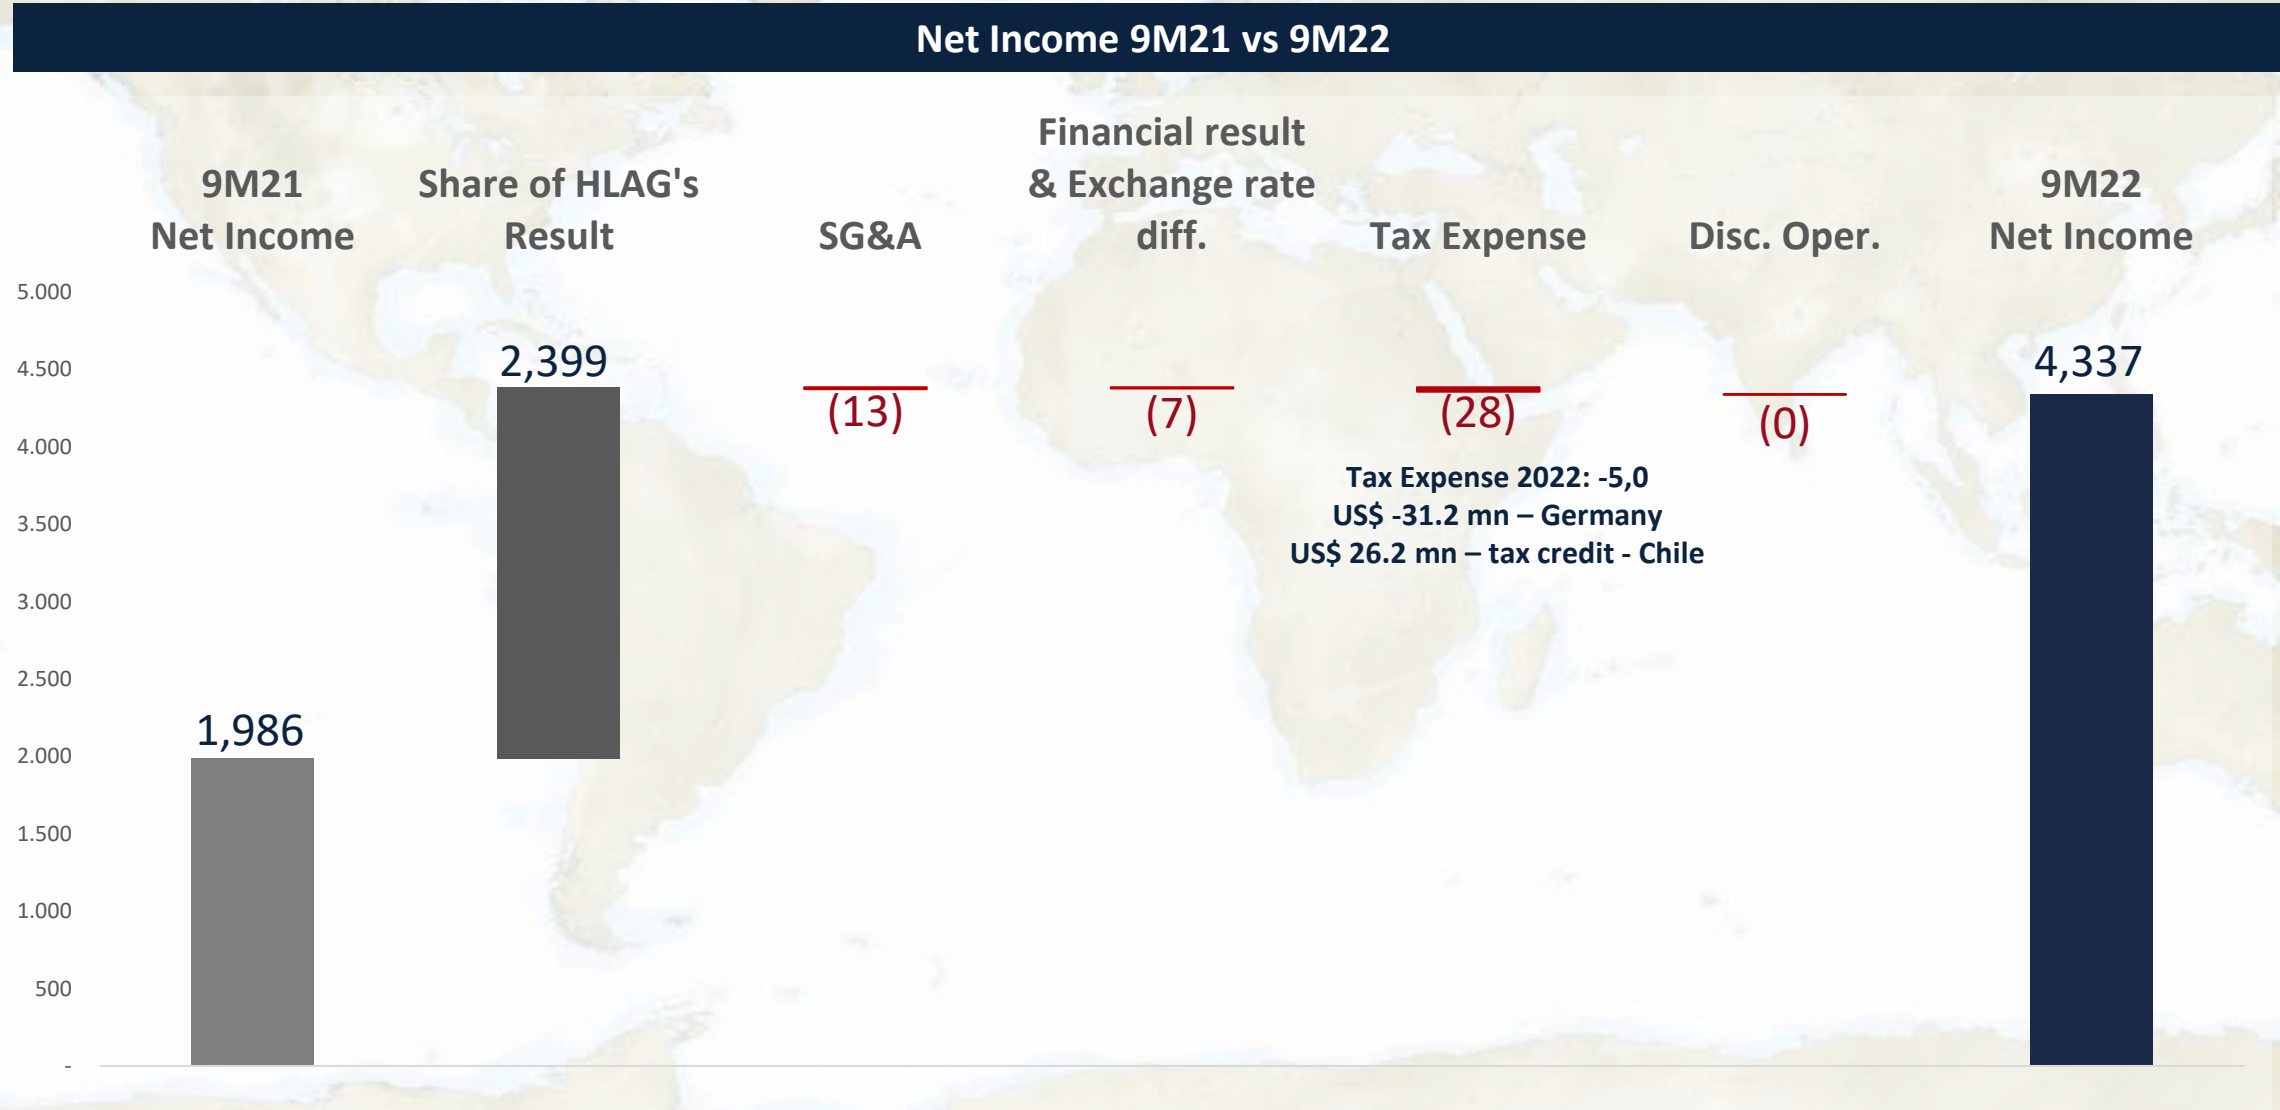 Net Income 9M21 vs 9M22
9M21
Net Income
Share of HLAG's
Result
SG&A
Financial result
& Exchange rate
diff.
Tax Expense
Disc. Oper.
9M22
Net Income
5.000
4.500
4.000
3.500
3.000
2.500
2.000
1.500
1.000
500
-
1,986
2,399
(13)
(7)
(28)
(0)
4,337
Tax Expense 2022: -5,0
US$ -31.2 mn – Germany
US$ 26.2 mn – tax credit - Chile